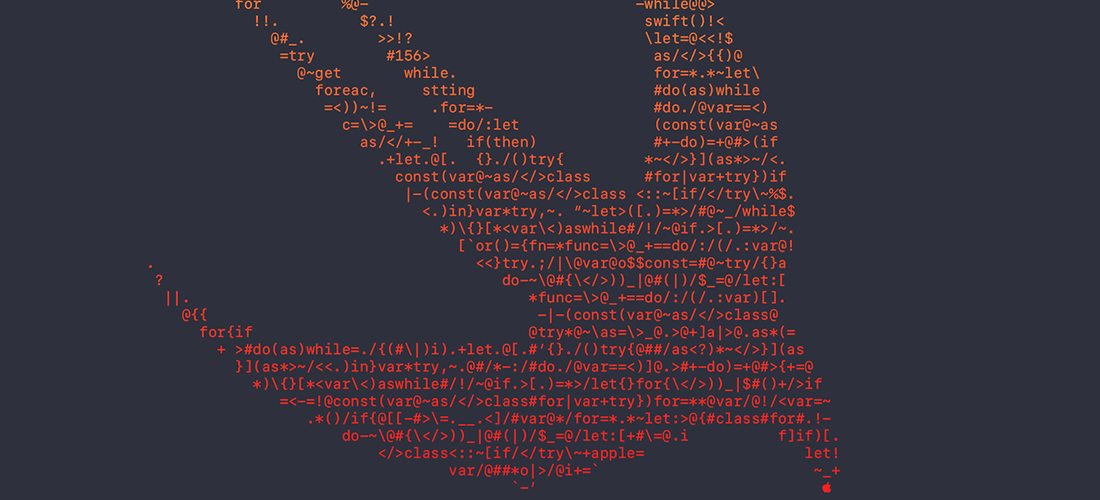 for %@- -while@@>
!!. $?.! swift()!<
@#_. >>!? \let=@<<!$
=try #156> as/</>{{)@
@~get while. for=*.*~let\
foreac, stting #do(as)while
=<))~!= .for=*- #do./@var==<)
c=\>@_+= =do/:let (const(var@~as
as/</+-_! if(then) #+-do)=+@#>(if
.+let.@[. {}./()try{ *~</>}](as*>~/<.
const(var@~as/</>class #for|var+try})if
|-(const(var@~as/</>class <::~[if/</try\~%$.
<.)in}var*try,~. “~let>([.)=*>/#@~_/while$
*)\{}[*<var\<)aswhile#/!/~@if.>[.)=*>/~.
[`or()={fn=*func=\>@_+==do/:/(/.:var@!
. <<}try.;/|\@var@o$$const=#@~try/{}a
? do-~\@#{\</>))_|@#(|)/$_=@/let:[
||. *func=\>@_+==do/:/(/.:var)[].
@{{ -|-(const(var@~as/</>class@
for{if @try*@~\as=\>_@.>@+]a|>@.as*(=
+ >#do(as)while=./{(#\|)i).+let.@[.#’{}./()try{@##/as<?)*~</>}](as
}](as*>~/<<.)in}var*try,~.@#/*-:/#do./@var==<)]@.>#+-do)=+@#>{+=@
*)\{}[*<var\<)aswhile#/!/~@if.>[.)=*>/let{}for{\</>))_|$#()+/>if
=<-=!@const(var@~as/</>class#for|var+try})for=**@var/@!/<var=~
.*()/if{@[[-#>\=.__.<]/#var@*/for=*.*~let:>@{#class#for#.!-
do-~\@#{\</>))_|@#(|)/$_=@/let:[+#\=@.i f]if)[.
</>class<::~[if/</try\~+apple= let!
var/@##*o|>/@i+=` ~_+
`-’